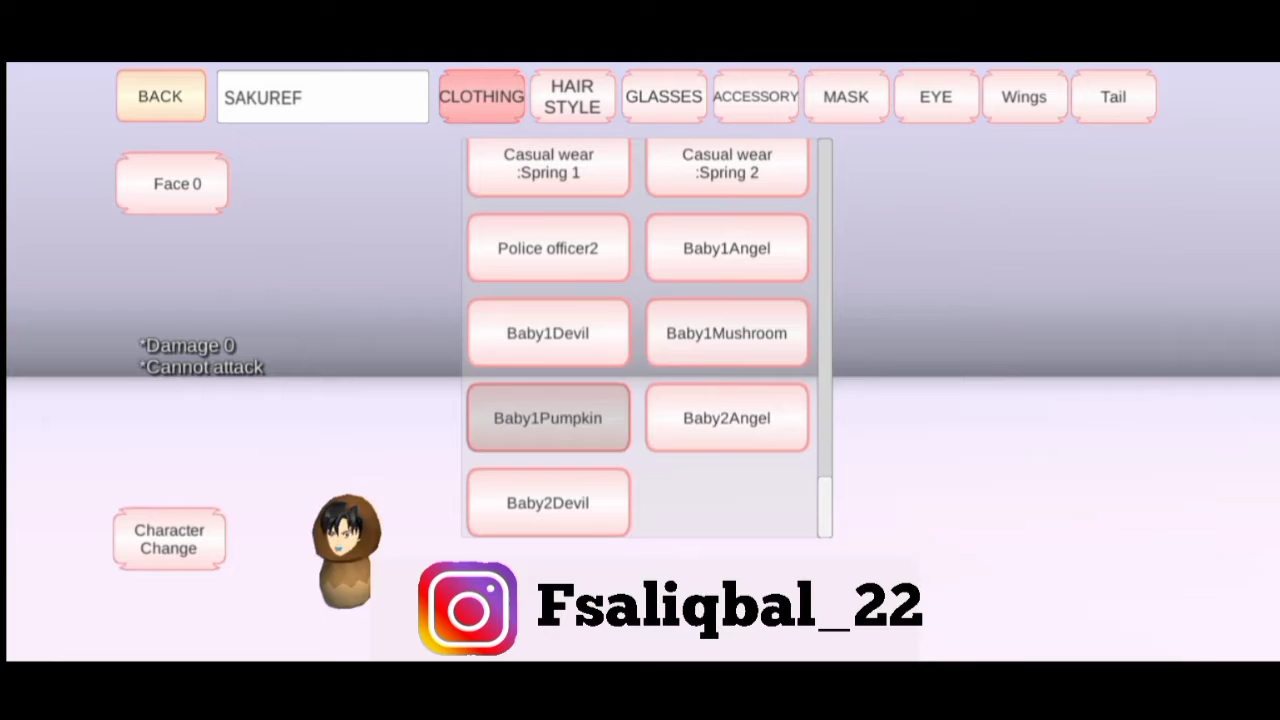 BACK
SAKUREF
CLOTHING
HAIR
STYLE
GLASSES
ACCESSORY
MASK
EYE
Wings
Tail
Face 0
Casual wear
:Spring 1
Casual wear
:Spring 2
Police officer2
Baby1Angel
Baby1Devil
Baby1Mushroom
*Damage 0
*Cannot attack
Baby1Pumpkin
Baby2Angel
Baby2Devil
Character
Change
Fsaliqbal_22